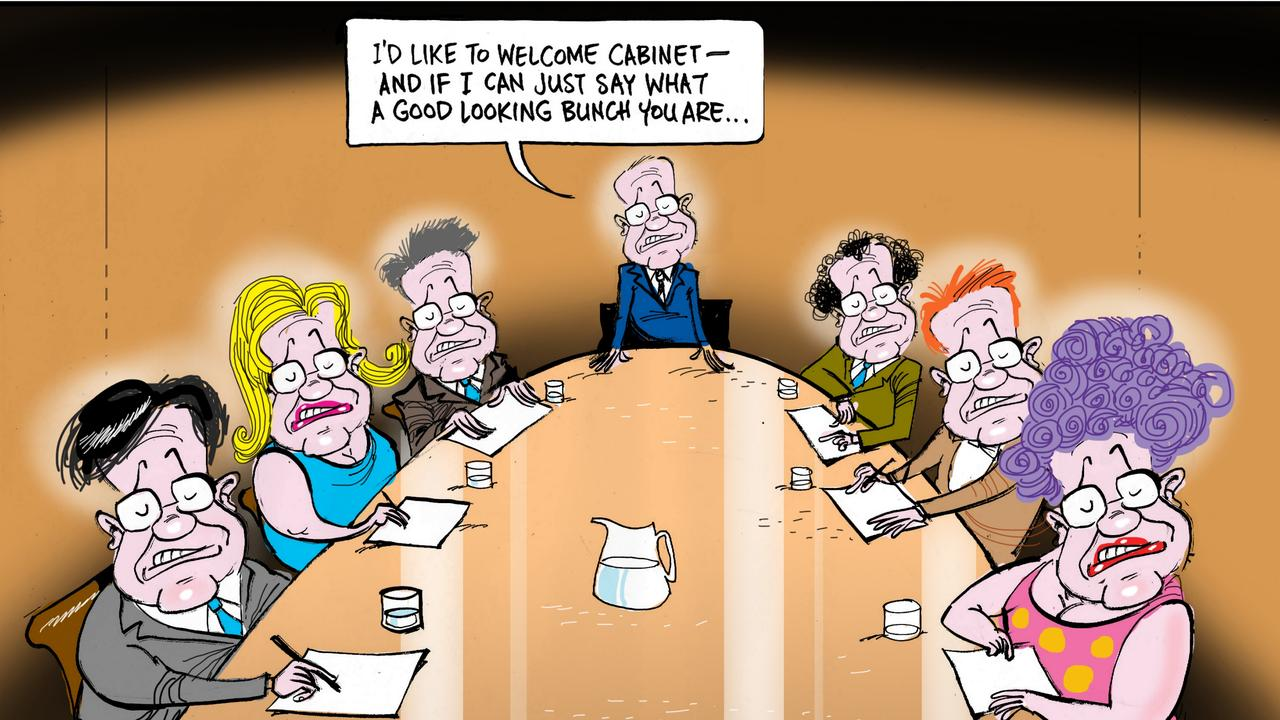 I'D LIKE TO WELCOME CABINET—
AND IF I CAN JUST SAY WHAT
A GOOD LOOKING BUNCH YOU ARE...